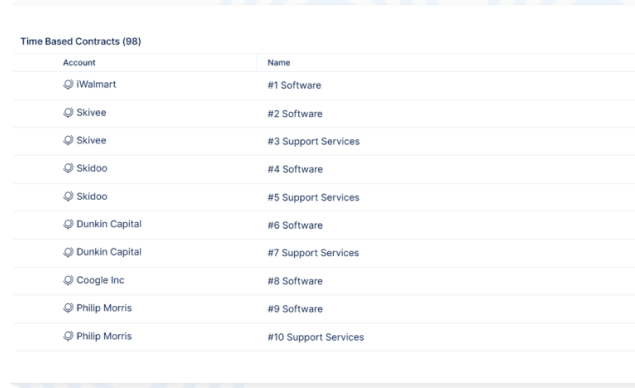 Time Based Contracts (98)
Account Name
iWalmart #1 Software
Skivee #2 Software
Skivee #3 Support Services
Skidoo #4 Software
Skidoo #5 Support Services
Dunkin Capital #6 Software
Dunkin Capital #7 Support Services
Coogle Inc #8 Software
Philip Morris #9 Software
Philip Morris #10 Support Services